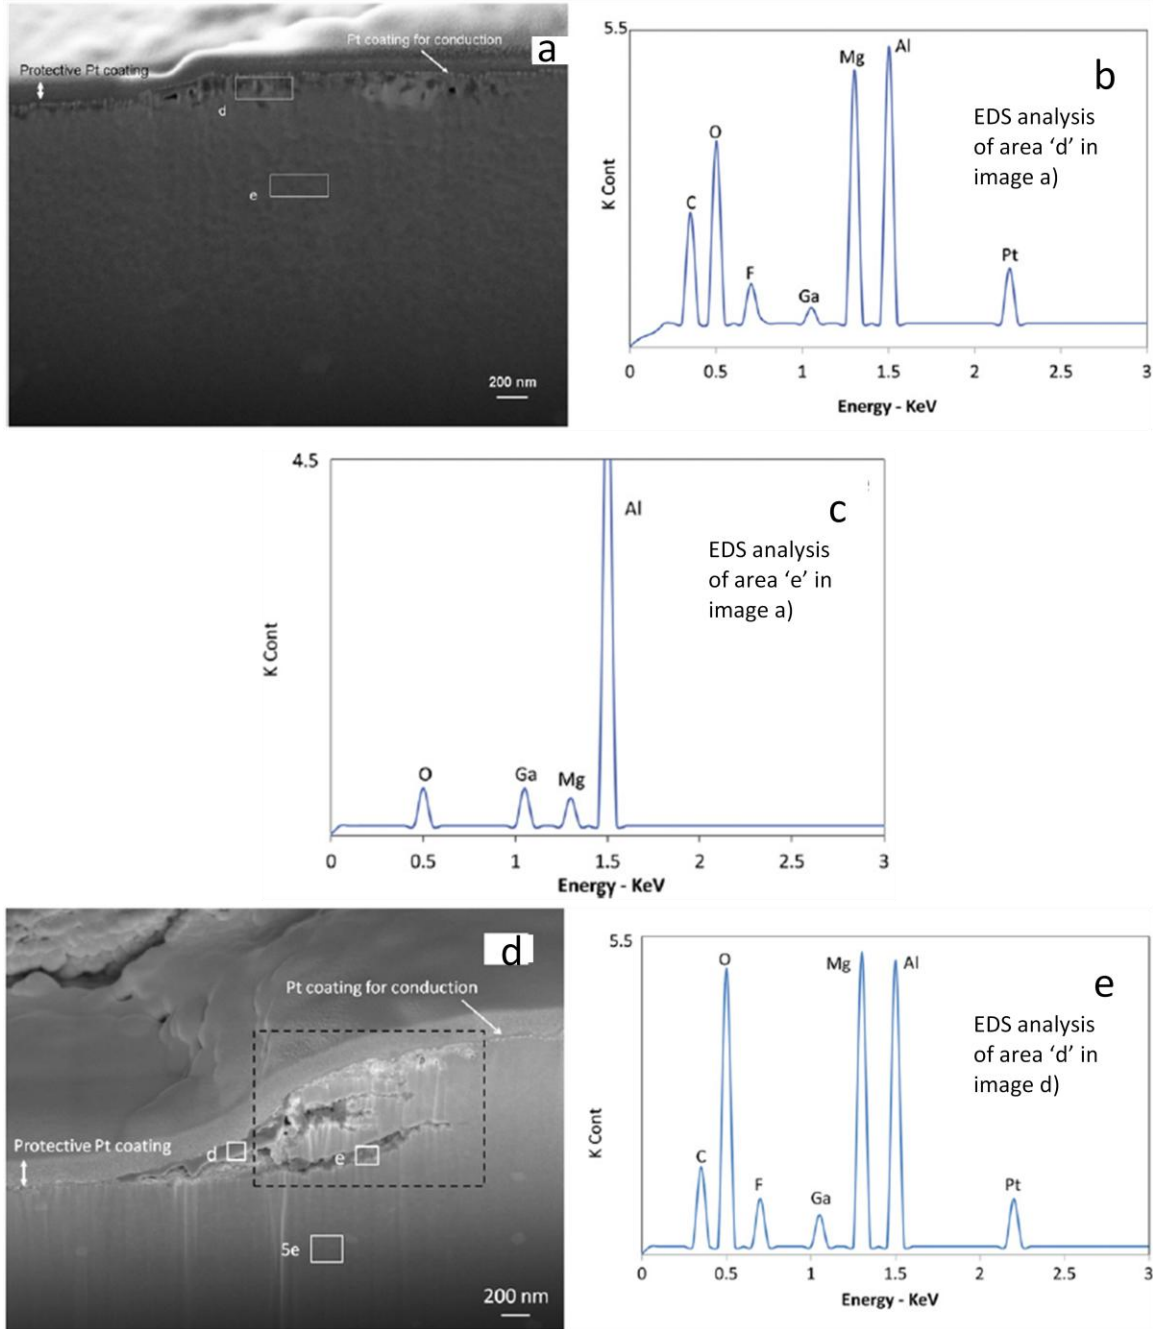 Pt coating for conduction
a
Protective Pt coating
d
e
200 nm
5.5
b
Mg
Al
EDS analysis
of area ‘d’ in
image a)
O
C
F
Ga
Pt
K Cont
0 0.5 1 1.5 2 2.5 3
Energy - KeV
4.5
c
Al
EDS analysis
of area ‘e’ in
image a)
K Cont
O
Ga
Mg
0 0.5 1 1.5 2 2.5 3
Energy - KeV
d
Pt coating for conduction
Protective Pt coating
d
e
5e
200 nm
5.5
e
O
Mg
Al
EDS analysis
of area ‘d’ in
image d)
K Cont
C
F
Ga
Pt
0 0.5 1 1.5 2 2.5 3
Energy - KeV